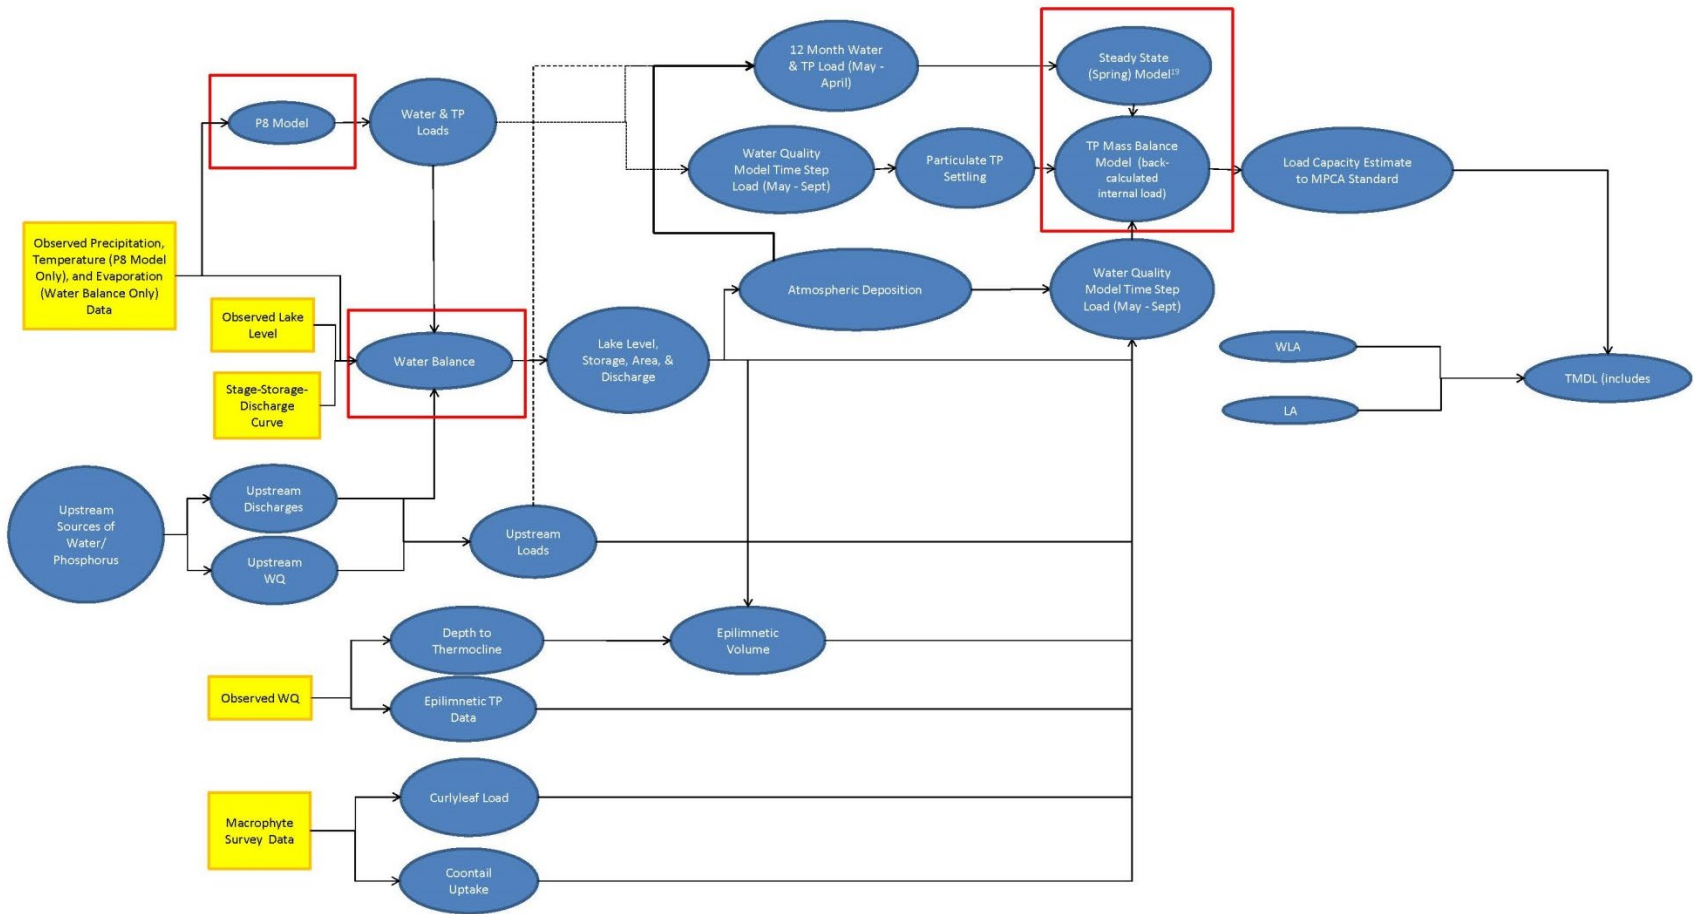 12 Month Water
& TP Load (May -
April)
Steady State
(Spring) Model¹⁹
P8 Model
Water & TP
Loads
Water Quality
Model Time Step
Load (May - Sept)
Particulate TP
Settling
TP Mass Balance
Model (back-
calculated
internal load)
Load Capacity Estimate
to MPCA Standard
Observed Precipitation,
Temperature (P8 Model
Only), and Evaporation
(Water Balance Only)
Data
Observed Lake
Level
Stage-Storage-
Discharge
Curve
Water Balance
Lake Level,
Storage, Area, &
Discharge
Atmospheric Deposition
Water Quality
Model Time Step
Load (May - Sept)
WLA
LA
TMDL (includes
Upstream
Sources of
Water/
Phosphorus
Upstream
Discharges
Upstream
WQ
Upstream
Loads
Observed WQ
Depth to
Thermocline
Epilimnetic
Volume
Epilimnetic TP
Data
Macrophyte
Survey Data
Curlyleaf Load
Coontail
Uptake